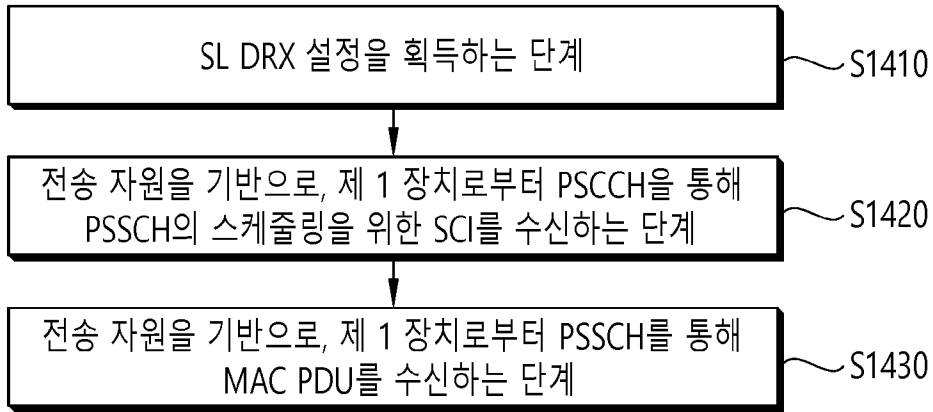 SL DRX 설정을 획득하는 단계
S1410
전송 자원을 기반으로, 제 1 장치로부터 PSCCH을 통해
PSSCH의 스케줄링을 위한 SCI를 수신하는 단계
S1420
전송 자원을 기반으로, 제 1 장치로부터 PSSCH를 통해
MAC PDU를 수신하는 단계
S1430